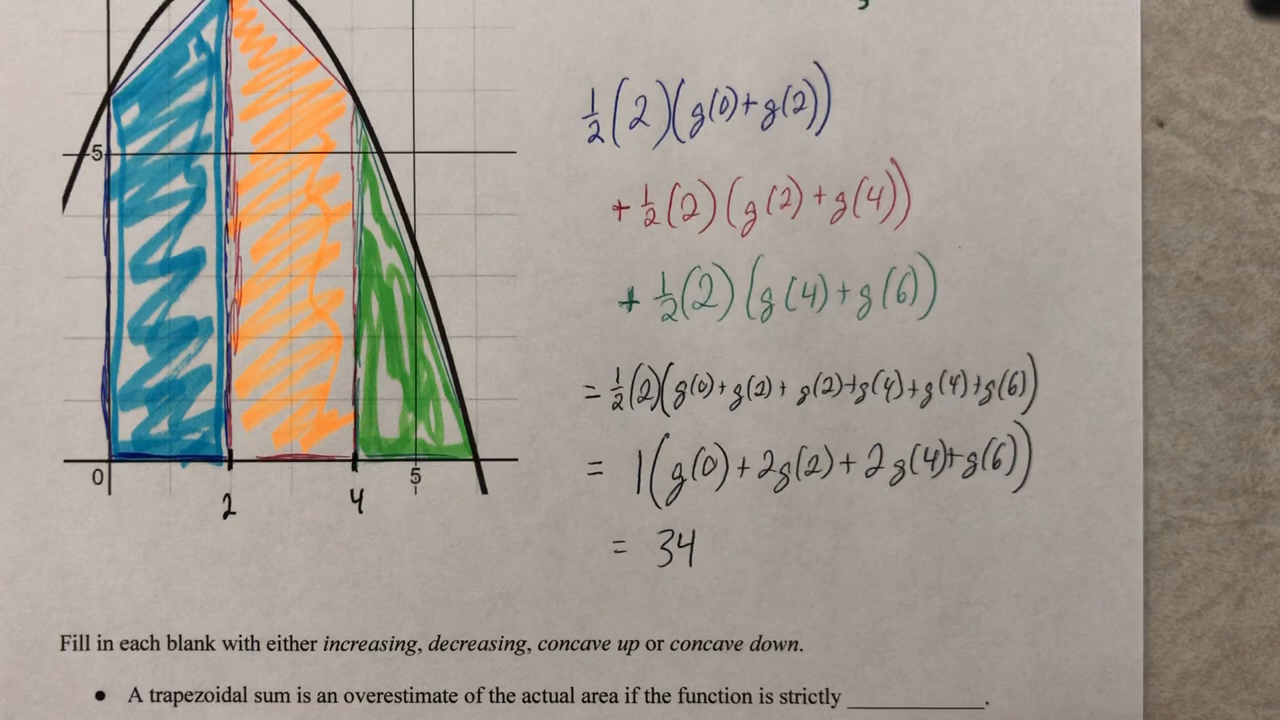 ½(2)(g(0)+g(2))
+ ½(2)(g(2)+g(4))
+ ½(2)(g(4)+g(6))
= ½(2)(g(0)+g(2)+g(2)+g(4)+g(4)+g(6))
= 1(g(0)+2g(2)+2g(4)+g(6))
= 34
5
0 5
2 4
Fill in each blank with either increasing, decreasing, concave up or concave down.
• A trapezoidal sum is an overestimate of the actual area if the function is strictly ____________.